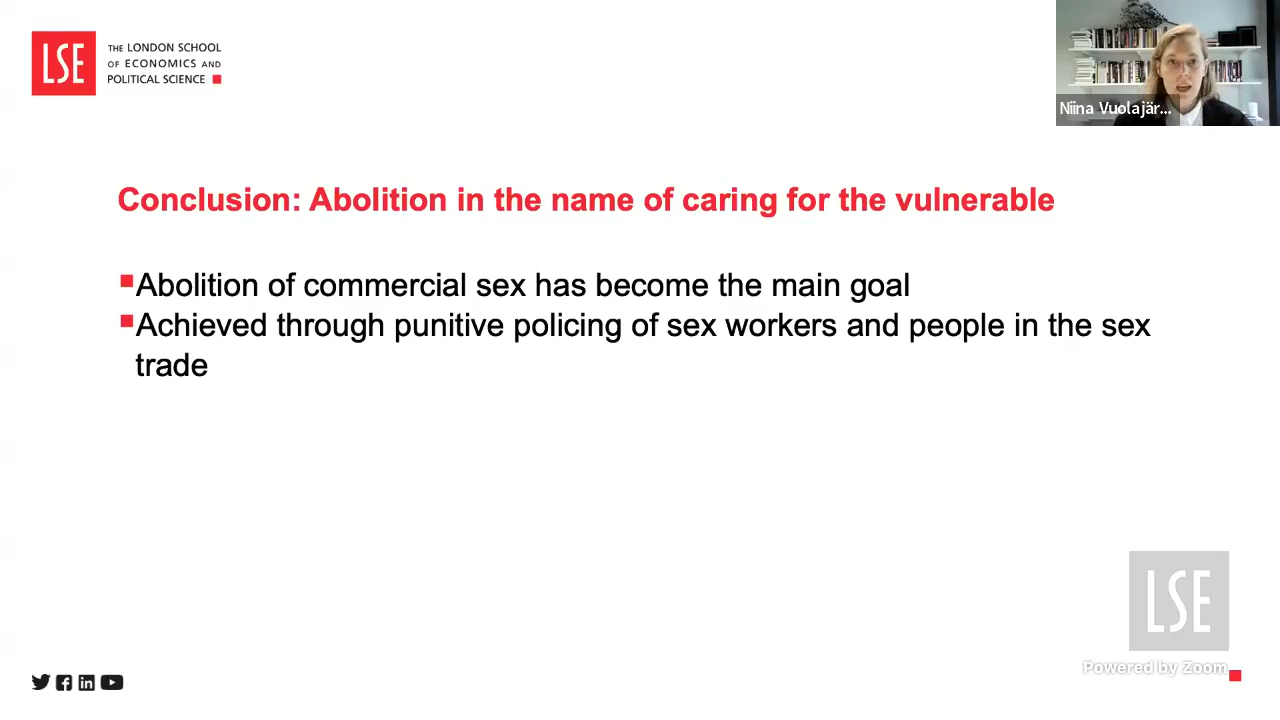 LSE
THE LONDON SCHOOL
OF ECONOMICS AND
POLITICAL SCIENCE
Niina Vuolajär...
Conclusion: Abolition in the name of caring for the vulnerable
Abolition of commercial sex has become the main goal
Achieved through punitive policing of sex workers and people in the sex
trade
LSE
Powered by Zoom